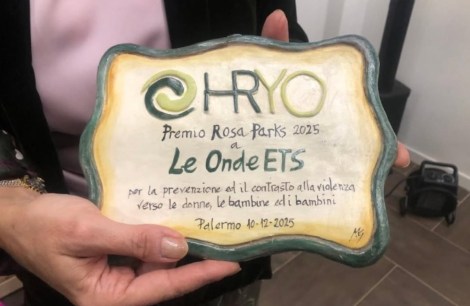 HRYO
Premio Rosa Parks 2025
a
Le Onde ETS
per la prevenzione ed il contrasto alla violenza
verso le donne, le bambine ed i bambini
Palermo 10-12-2025